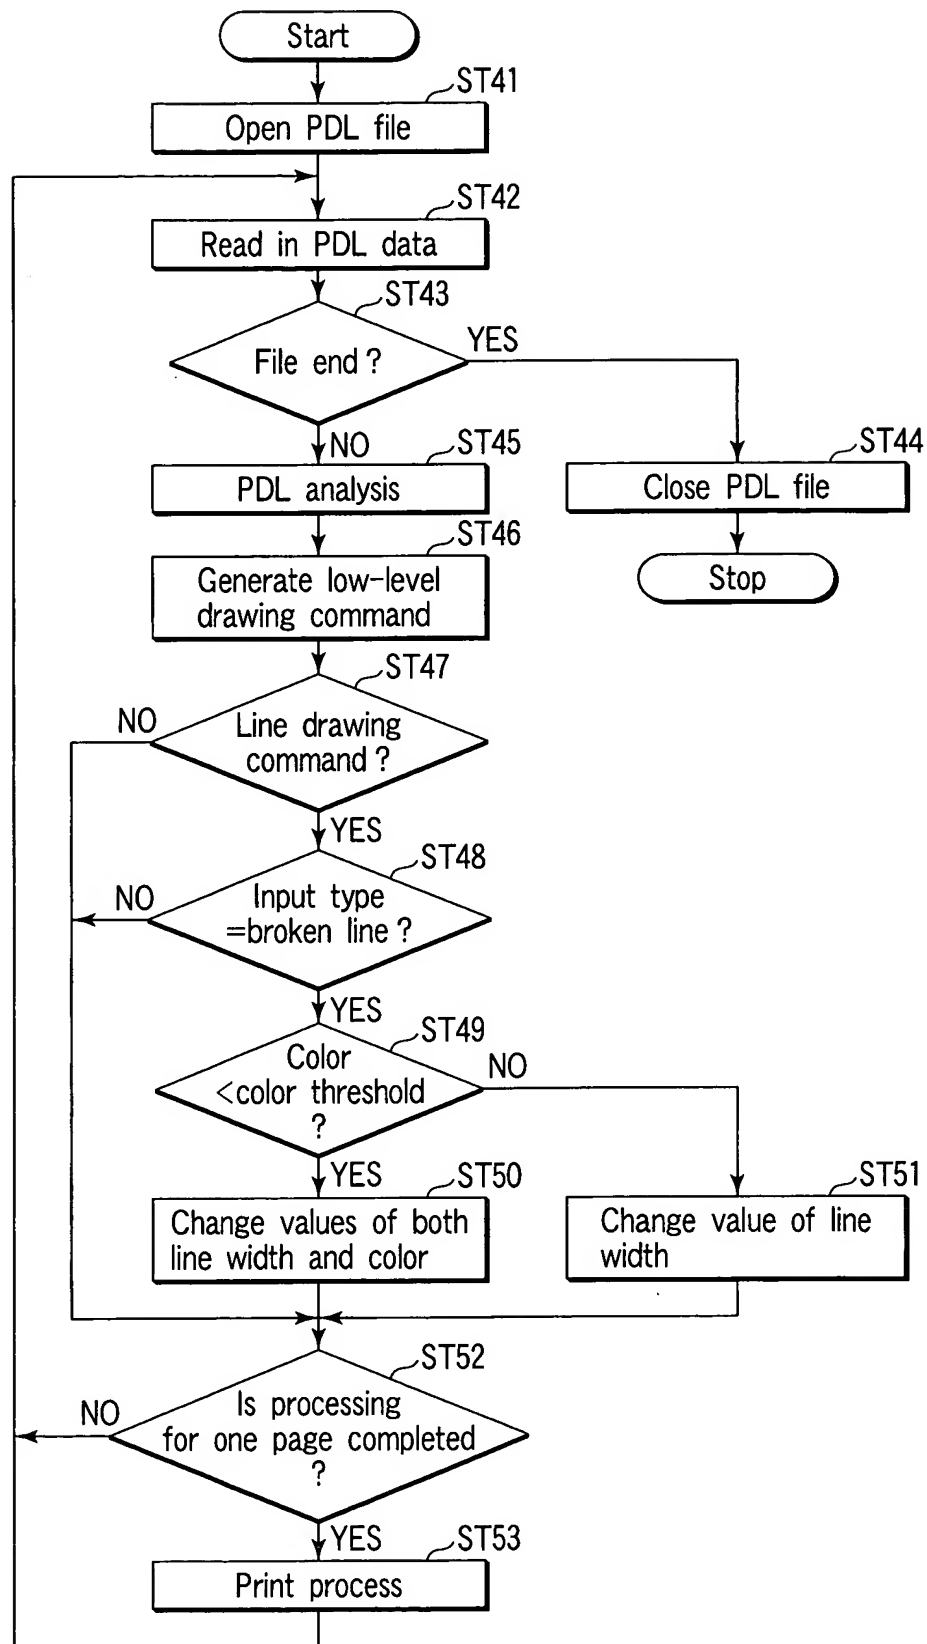 Start
ST41
Open PDL file
ST42
Read in PDL data
ST43
File end ?
YES
NO
ST45
PDL analysis
ST44
Close PDL file
Stop
ST46
Generate low-level
drawing command
ST47
NO
Line drawing
command ?
YES
ST48
NO
Input type
=broken line ?
YES
ST49
Color
<color threshold
?
NO
YES
ST50
Change values of both
line width and color
ST51
Change value of line
width
ST52
NO
Is processing
for one page completed
?
YES
ST53
Print process